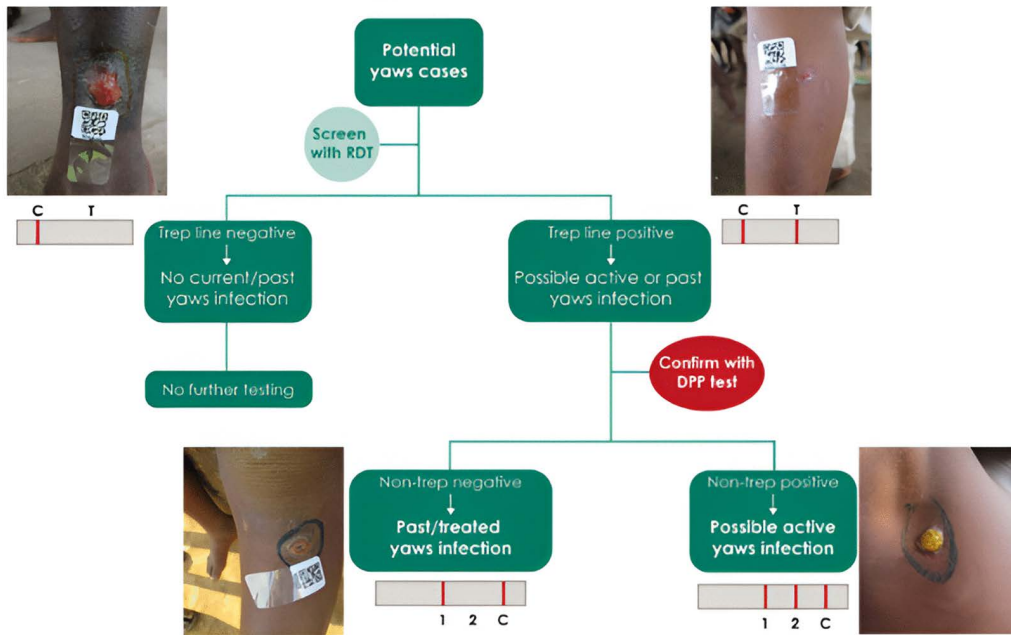 Potential
yaws cases
Screen
with RDT
C T
C T
Trep line negative
No current/past
yaws infection
Trep line positive
Possible active or past
yaws infection
No further testing
Confirm with
DPP test
Non-trep negative
Past/treated
yaws infection
Non-trep positive
Possible active
yaws infection
1 2 C
1 2 C